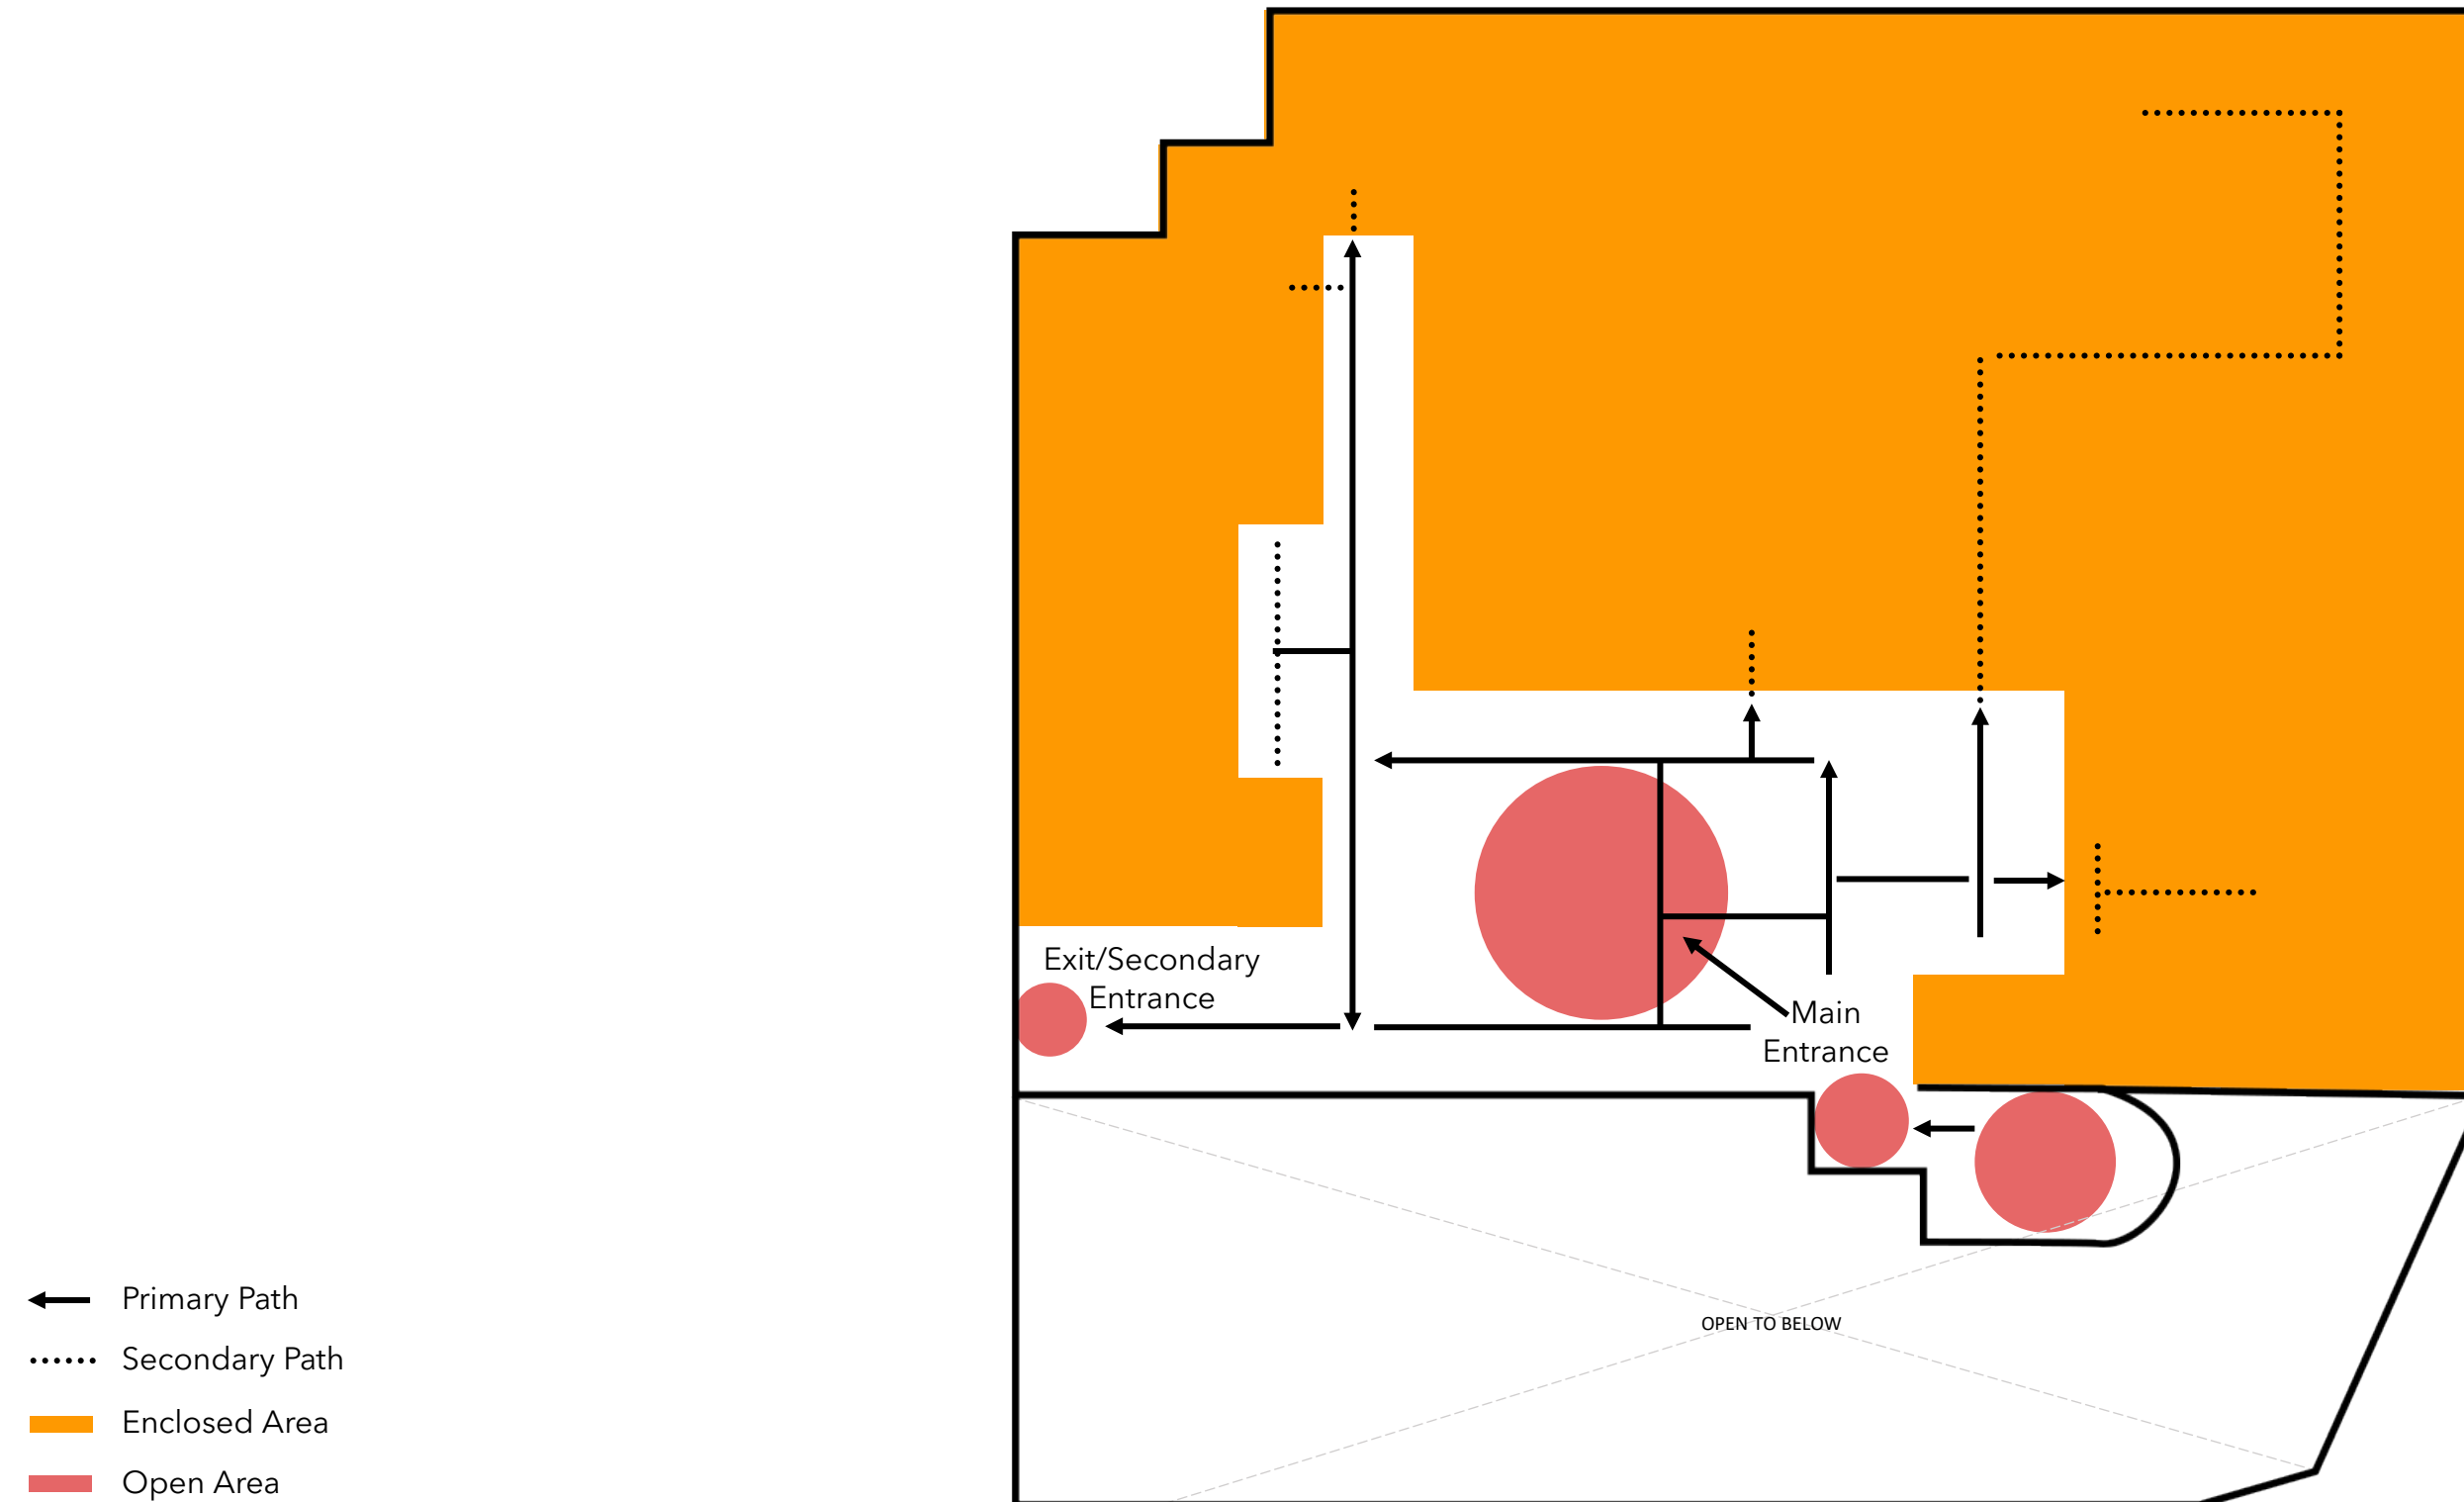 Exit/Secondary
Entrance
Main
Entrance
OPEN TO BELOW
Primary Path
Secondary Path
Enclosed Area
Open Area